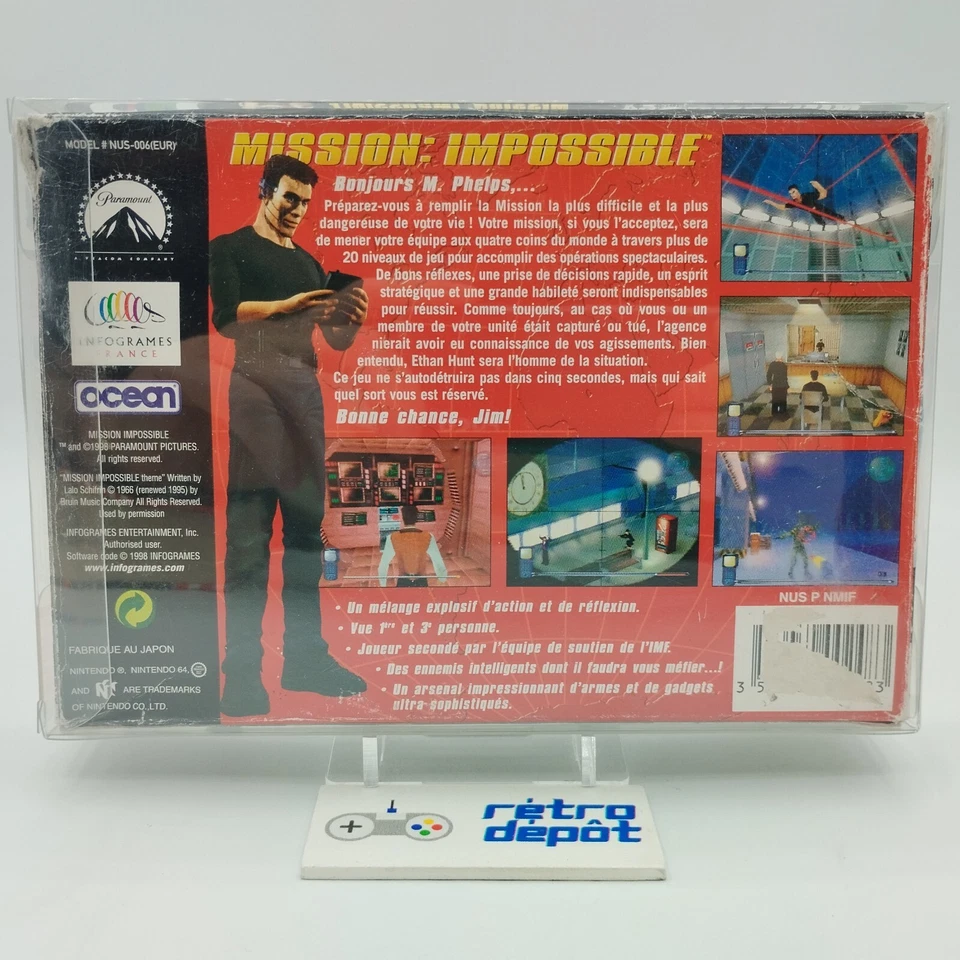 MODEL # NUS-006(EUR)
Paramount
A VIACOM COMPANY
INFOGRAMES
FRANCE
ocean
MISSION IMPOSSIBLE
™ and ©1998 PARAMOUNT PICTURES.
All rights reserved.
"MISSION IMPOSSIBLE theme" Written by
Lalo Schifrin © 1966 (renewed 1995) by
Bruin Music Company All Rights Reserved.
Used by permission
INFOGRAMES ENTERTAINMENT, Inc.
Authorised user.
Software code © 1998 INFOGRAMES
www.infogrames.com
FABRIQUE AU JAPON
NINTENDO ®, NINTENDO 64,
AND ARE TRADEMARKS
OF NINTENDO CO.,LTD.
MISSION: IMPOSSIBLE™
Bonjours M. Phelps,...
Préparez-vous à remplir la Mission la plus difficile et la plus
dangereuse de votre vie ! Votre mission, si vous l'acceptez, sera
de mener votre équipe aux quatre coins du monde à travers plus de
20 niveaux de jeu pour accomplir des opérations spectaculaires.
De bons réflexes, une prise de décisions rapide, un esprit
stratégique et une grande habileté seront indispensables
pour réussir. Comme toujours, au cas où vous ou un
membre de votre unité était capturé ou tué, l'agence
nierait avoir eu connaissance de vos agissements. Bien
entendu, Ethan Hunt sera l'homme de la situation.
Ce jeu ne s'autodétruira pas dans cinq secondes, mais qui sait
quel sort vous est réservé.
Bonne chance, Jim!
• Un mélange explosif d'action et de réflexion.
• Vue 1ère et 3e personne.
• Joueur secondé par l'équipe de soutien de l'IMF.
• Des ennemis intelligents dont il faudra vous méfier...!
• Un arsenal impressionnant d'armes et de gadgets
ultra-sophistiqués.
NUS P NMIF
rétro
dépôt